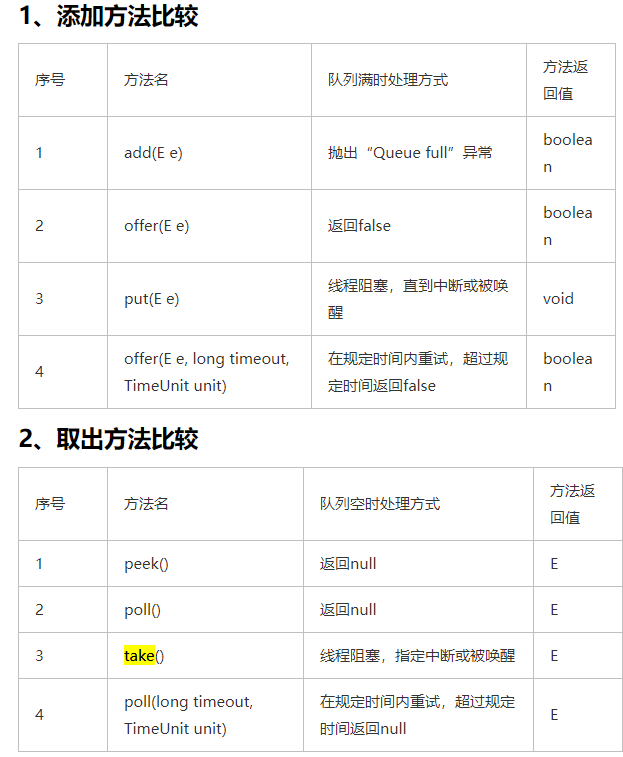 1、添加方法比较
序号 方法名 队列满时处理方式 方法返
回值
1 add(E e) 抛出“Queue full”异常 boolea
n
2 offer(E e) 返回false boolea
n
3 put(E e) 线程阻塞，直到中断或被唤
醒 void
4 offer(E e, long timeout,
TimeUnit unit) 在规定时间内重试，超过规
定时间返回false boolea
n
2、取出方法比较
序号 方法名 队列空时处理方式 方法返
回值
1 peek() 返回null E
2 poll() 返回null E
3 take() 线程阻塞，指定中断或被唤醒 E
4 poll(long timeout,
TimeUnit unit) 在规定时间内重试，超过规定
时间返回null E